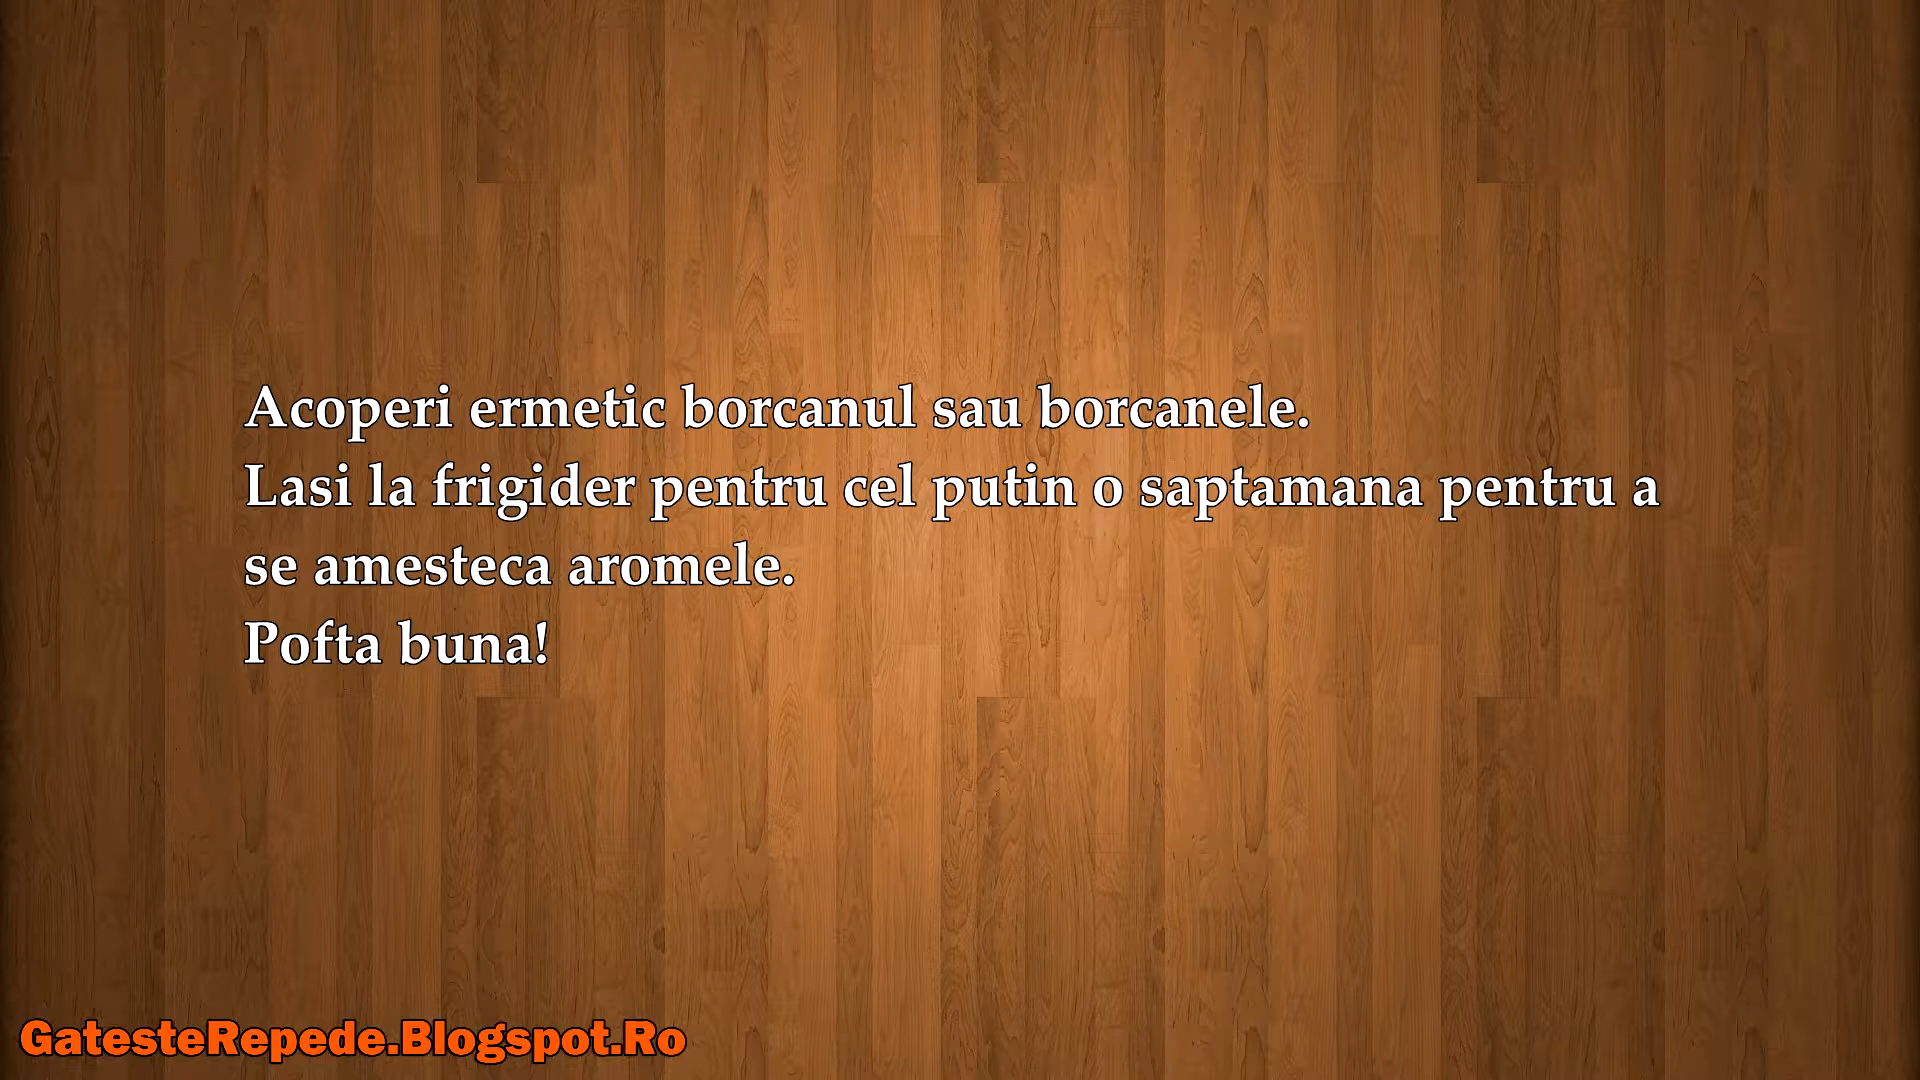 Acoperi ermetic borcanul sau borcanele.
Lasi la frigider pentru cel putin o saptamana pentru a
se amesteca aromele.
Pofta buna!
GatesteRepede.Blogspot.Ro